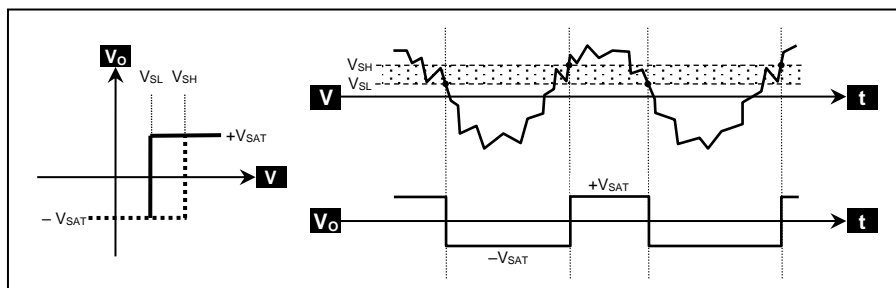 Vo
VSL VSH
+VSAT
V
– VSAT
VSH
VSL
V t
+VSAT
Vo t
–VSAT